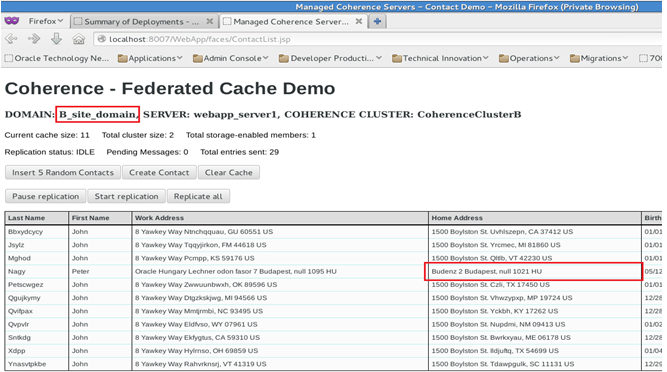 Managed Coherence Servers - Contact Demo - Mozilla Firefox (Private Browsing)
Firefox Summary of Deployments - ... Managed Coherence Server...
localhost:8007/WebApp/faces/ContactList.jsp
Oracle Technology Ne... Applications Admin Console Developer Productio... Technical Innovation Operations Migrations 700
Coherence - Federated Cache Demo
DOMAIN: B_site_domain, SERVER: webapp_server1, COHERENCE CLUSTER: CoherenceClusterB
Current cache size: 11 Total cluster size: 2 Total storage-enabled members: 1
Replication status: IDLE Pending Messages: 0 Total entries sent: 29
Insert 5 Random Contacts Create Contact Clear Cache
Pause replication Start replication Replicate all
Last Name First Name Work Address Home Address Birth
Bbxydcycy John 8 Yawkey Way Ntnchqquau, GU 60551 US 1500 Boylston St. Uvhlszepn, CA 37412 US 01/01
Jsylz John 8 Yawkey Way Tqqyjirkon, FM 44618 US 1500 Boylston St. Yrcmec, MI 81860 US 01/01
Mghod John 8 Yawkey Way Pcmpp, KS 59176 US 1500 Boylston St. VT 42230 US 01/01
Nagy Peter Oracle Hungary Lechner odon fasor 7 Budapest, null 1095 HU Budenz 2 Budapest, null 1021 HU 05/12
Petscwgez John 8 Yawkey Way Zwwuunbwxh, OK 89596 US 1500 Boylston St. Czli, TX 17450 US 01/01
Qgujkymy John 8 Yawkey Way Dtgzkskjwg, MI 94566 US 1500 Boylston St. Vhwzypxp, MP 19724 US 12/28
Qvifpax John 8 Yawkey Way Mmtjrmbi, NC 93495 US 1500 Boylston St. Yckbh, KY 17262 US 12/28
Qvpvlr John 8 Yawkey Way Eldfvso, WY 07961 US 1500 Boylston St. Nupdmi, NM 09413 US 01/02
Sntkdg John 8 Yawkey Way Ekfygtus, CA 59310 US 1500 Boylston St. Bwrkxyau, ME 06178 US 12/28
Xdpp John 8 Yawkey Way Hylrnso, OH 69859 US 1500 Boylston St. TX 54699 US 01/04
Ynasvtpkbe John 8 Yawkey Way Rahvrknsrj, VT 41319 US 1500 Boylston St. Tdawpgulk, SC 11131 US 12/29